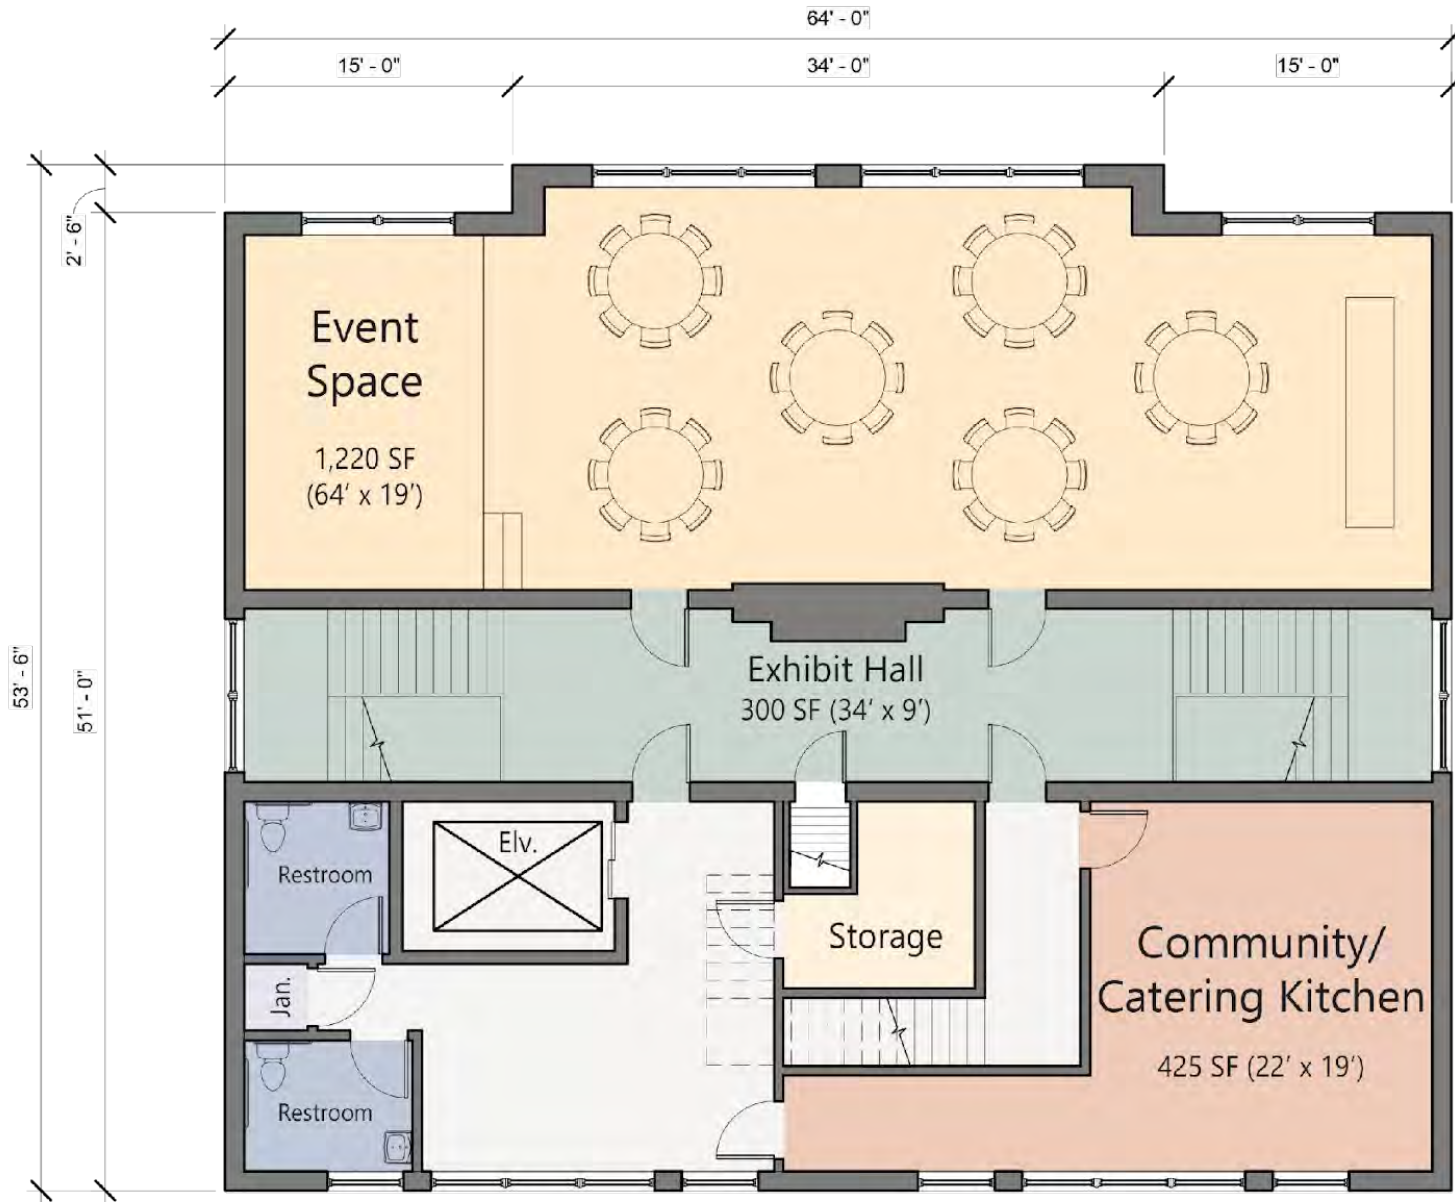 64' - 0"
15' - 0"
34' - 0"
15' - 0"
2' - 6"
53' - 6"
51' - 0"
Event
Space
1,220 SF
(64' x 19')
Exhibit Hall
300 SF (34' x 9')
Restroom
Elv.
Storage
Jan.
Restroom
Community/
Catering Kitchen
425 SF (22' x 19')